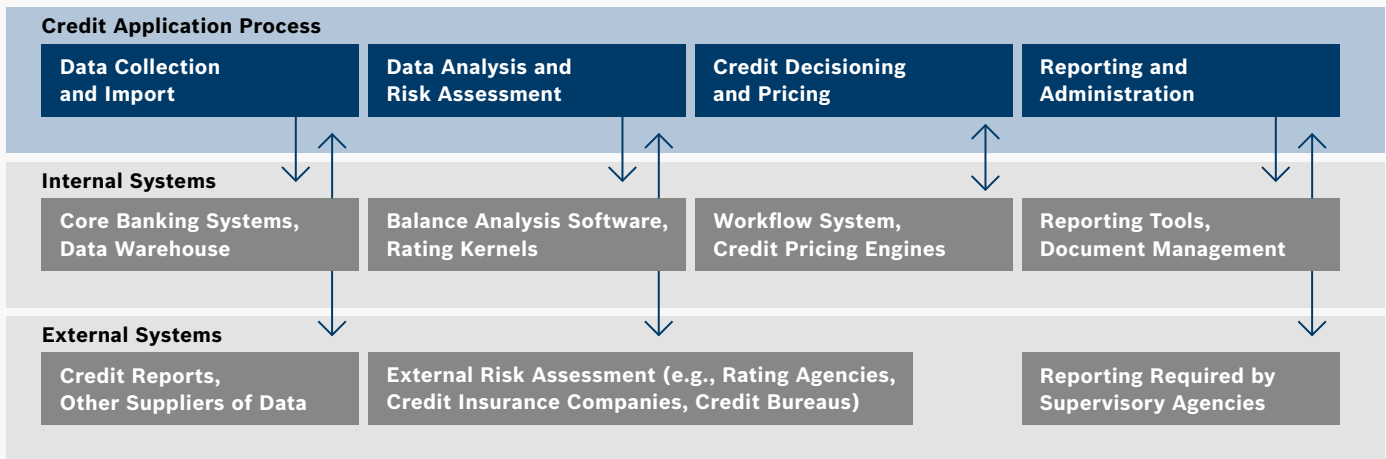 Credit Application Process
Data Collection
and Import
Data Analysis and
Risk Assessment
Credit Decisioning
and Pricing
Reporting and
Administration
Internal Systems
Core Banking Systems,
Data Warehouse
Balance Analysis Software,
Rating Kernels
Workflow System,
Credit Pricing Engines
Reporting Tools,
Document Management
External Systems
Credit Reports,
Other Suppliers of Data
External Risk Assessment (e.g., Rating Agencies,
Credit Insurance Companies, Credit Bureaus)
Reporting Required by
Supervisory Agencies